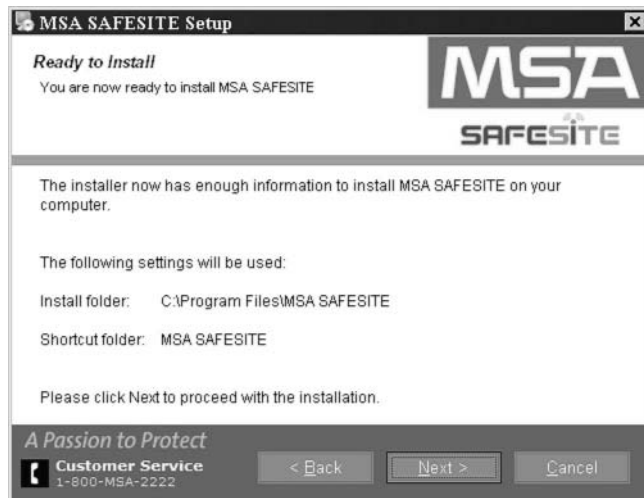 MSA SAFESITE Setup
Ready to Install
You are now ready to install MSA SAFESITE
MSA
SAFESITE
The installer now has enough information to install MSA SAFESITE on your
computer.
The following settings will be used:
Install folder: C:\Program Files\MSA SAFESITE
Shortcut folder: MSA SAFESITE
Please click Next to proceed with the installation.
A Passion to Protect
Customer Service
1-800-MSA-2222
< Back Next > Cancel